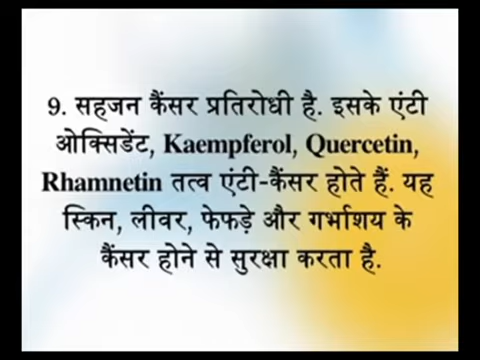 9. सहजन कैंसर प्रतिरोधी है. इसके एंटी
ओक्सिडेंट, Kaempferol, Quercetin,
Rhamnetin तत्व एंटी-कैंसर होते हैं. यह
स्किन, लीवर, फेफड़े और गर्भाशय के
कैंसर होने से सुरक्षा करता है.